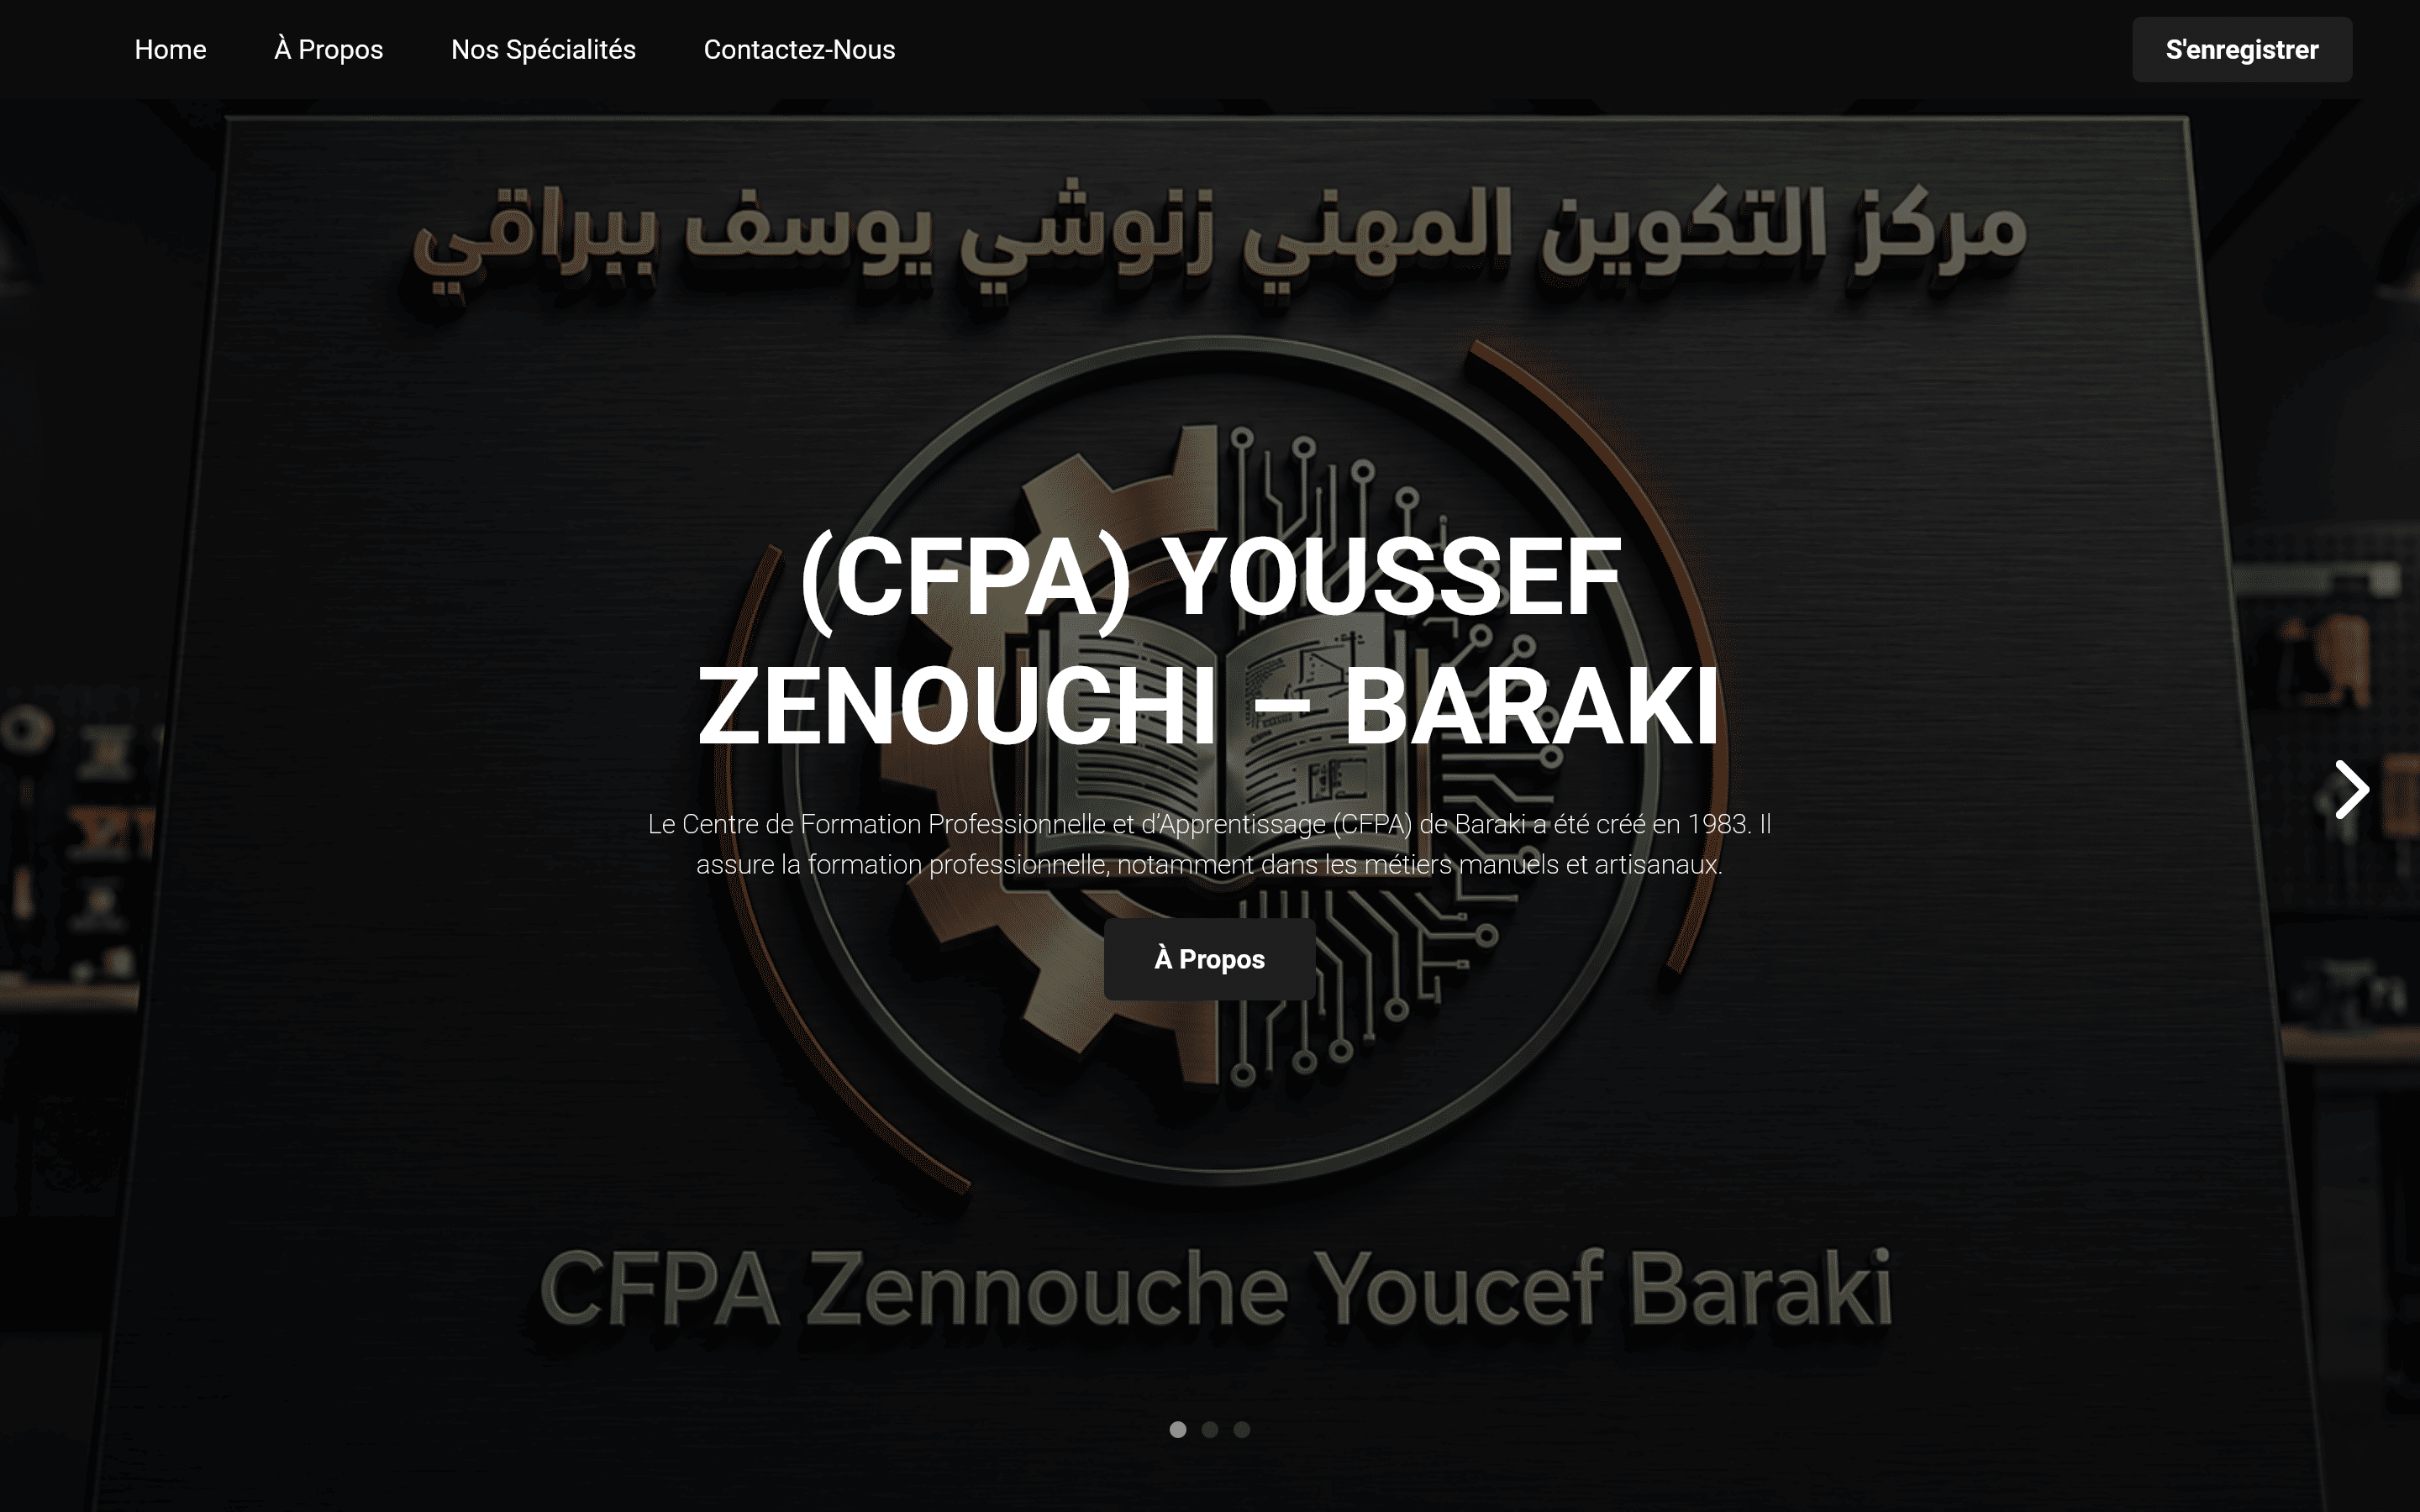 Home
À Propos
Nos Spécialités
Contactez-Nous
S'enregistrer
مركز التكوين المهني زنوشي يوسف ببراقي
(CFPA) YOUSSEF
ZENOUCHI – BARAKI
Le Centre de Formation Professionnelle et d’Apprentissage (CFPA) de Baraki a été créé en 1983. Il
assure la formation professionnelle, notamment dans les métiers manuels et artisanaux.
À Propos
CFPA Zennouche Youcef Baraki